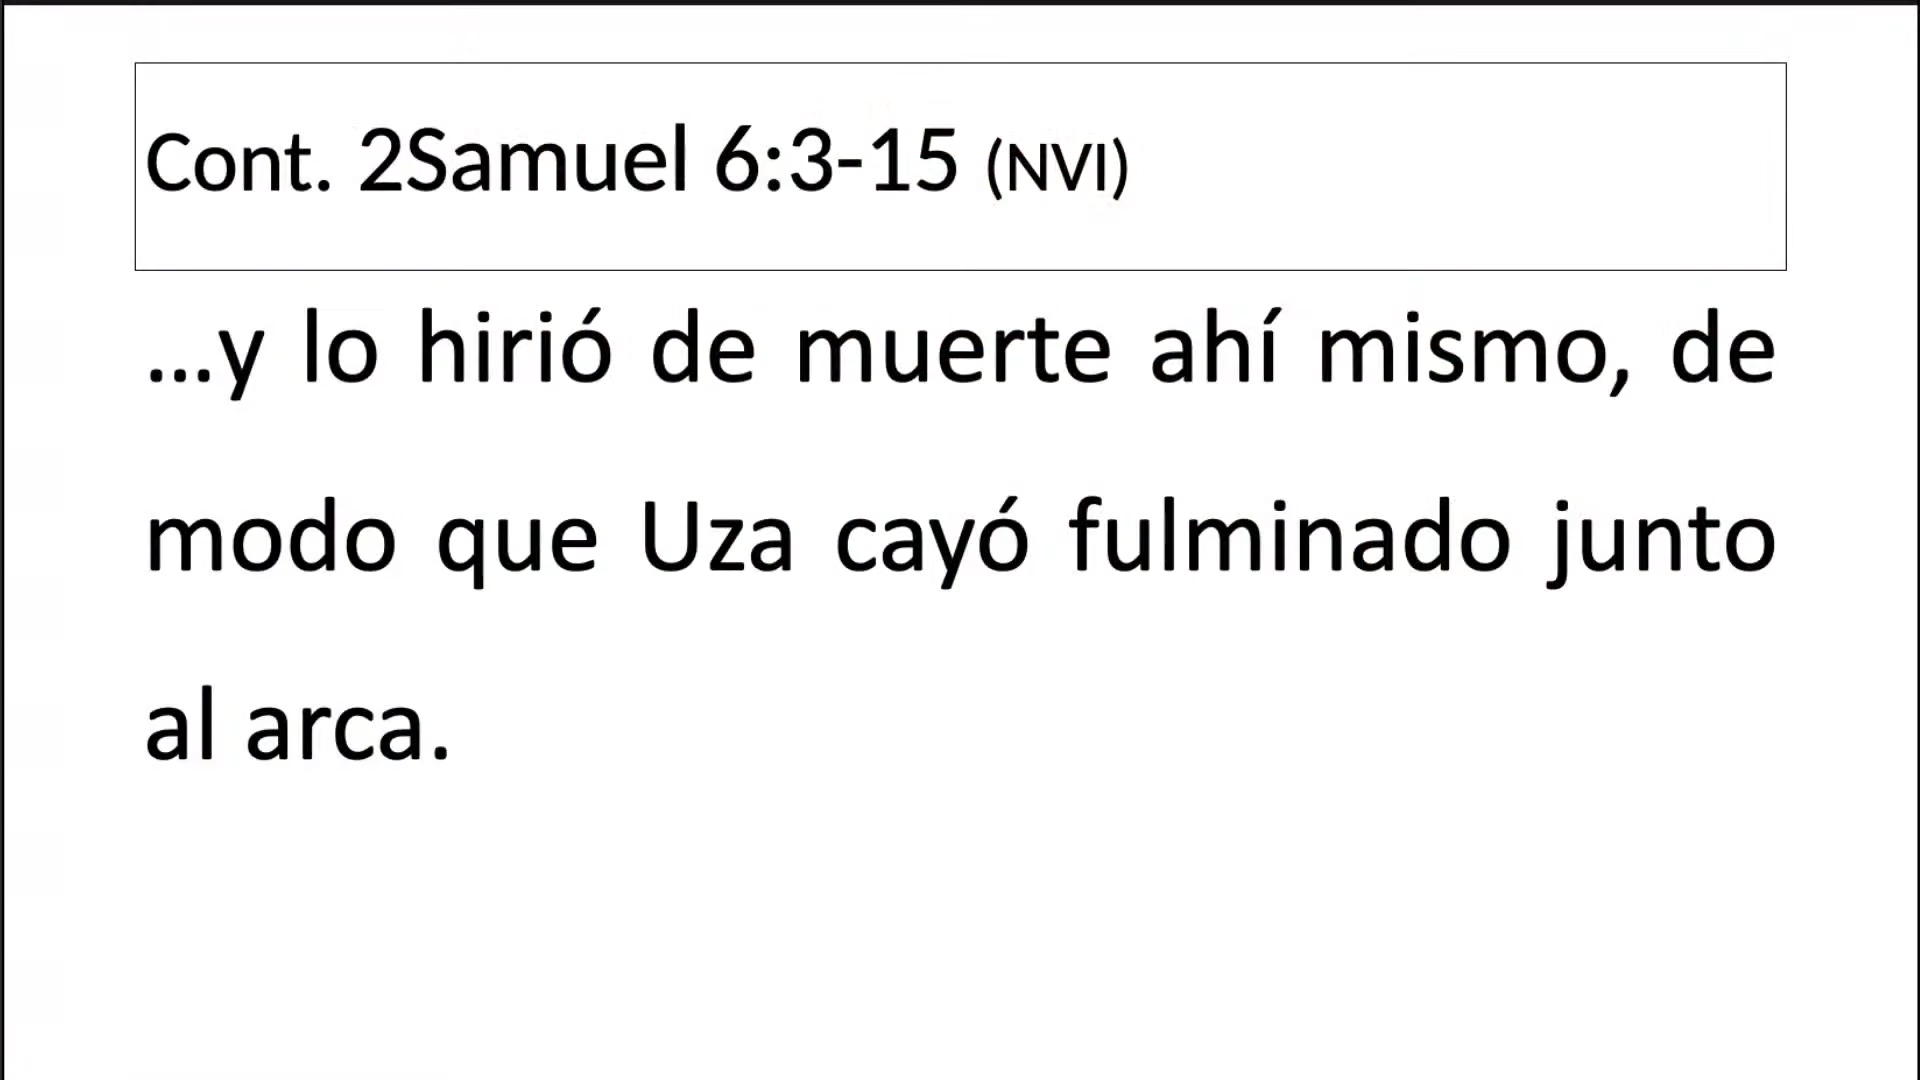 Cont. 2Samuel 6:3-15 (NVI)
...y lo hirió de muerte ahí mismo, de
modo que Uza cayó fulminado junto
al arca.